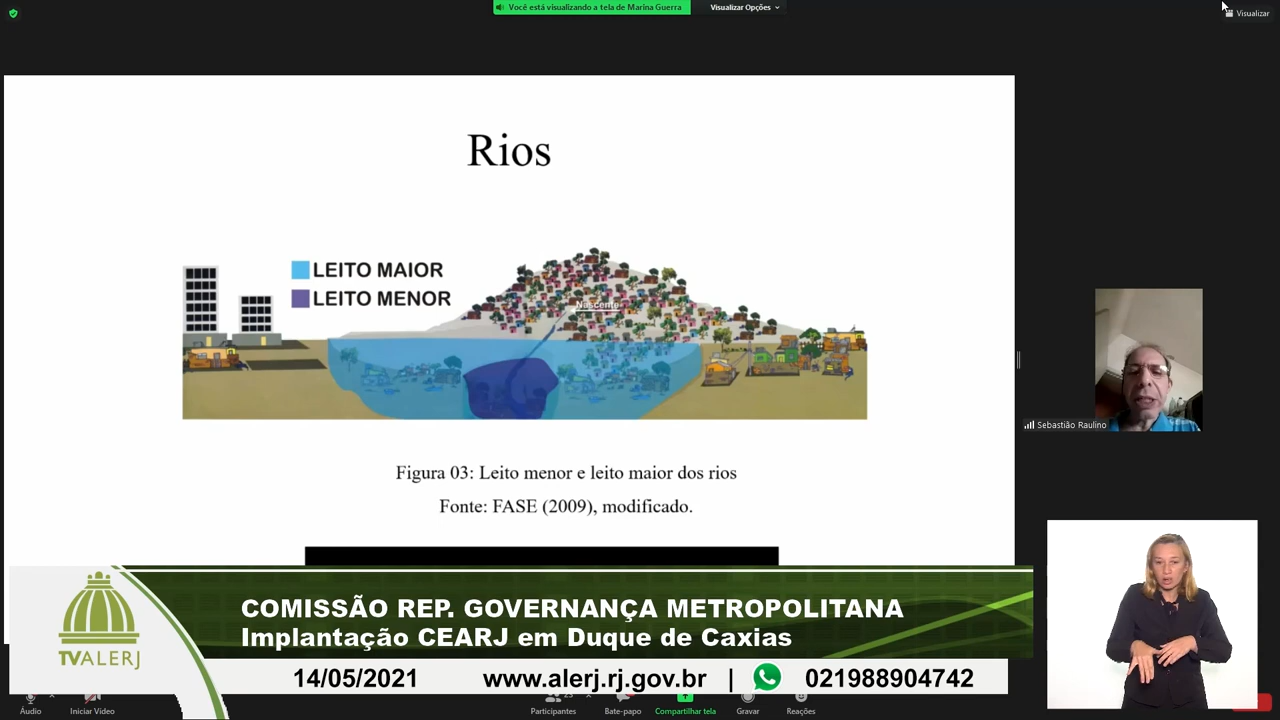 Você está visualizando a tela de Marina Guerra
Visualizar Opções
Visualizar
Rios
LEITO MAIOR
LEITO MENOR
Nascente
Figura 03: Leito menor e leito maior dos rios
Fonte: FASE (2009), modificado.
Sebastião Raulino
COMISSÃO REP. GOVERNANÇA METROPOLITANA
Implantação CEARJ em Duque de Caxias
TVALERJ
14/05/2021 www.alerj.rj.gov.br | 021988904742
Áudio
Iniciar Vídeo
Participantes
Bate-papo
Compartilhar tela
Gravar
Reações